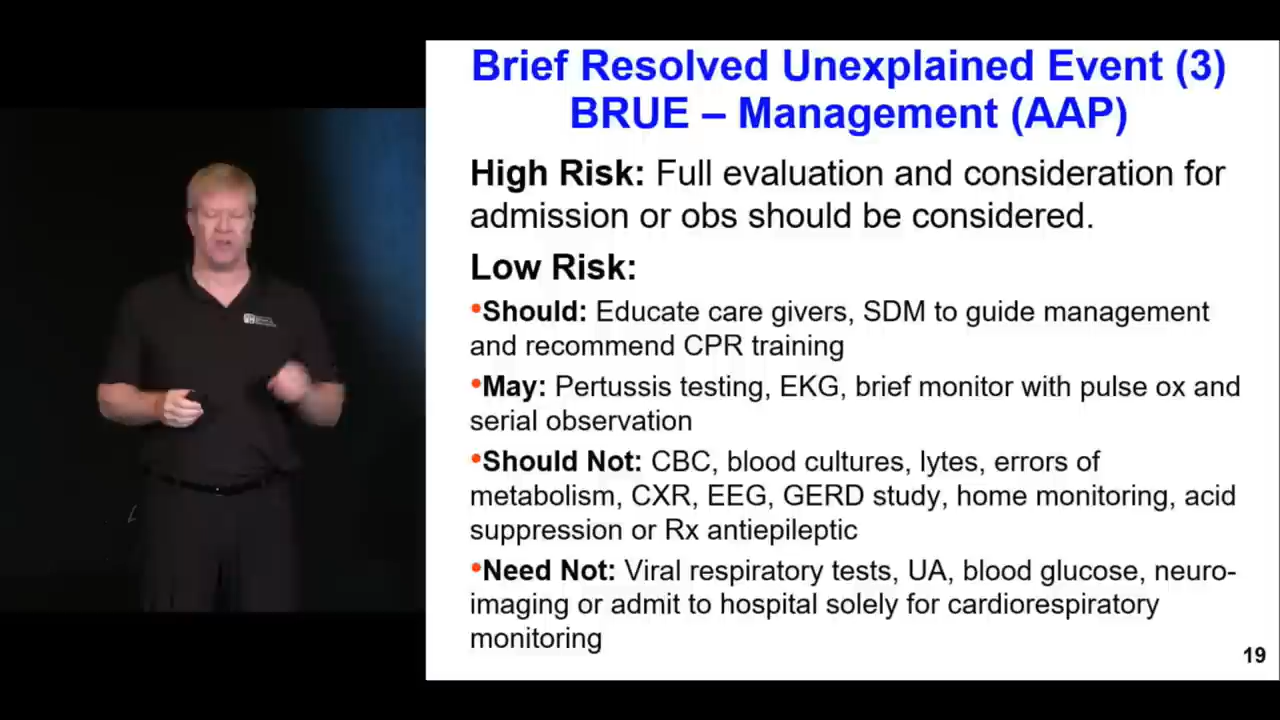 Brief Resolved Unexplained Event (3)
BRUE – Management (AAP)
High Risk: Full evaluation and consideration for
admission or obs should be considered.
Low Risk:
•Should: Educate care givers, SDM to guide management
and recommend CPR training
•May: Pertussis testing, EKG, brief monitor with pulse ox and
serial observation
•Should Not: CBC, blood cultures, lytes, errors of
metabolism, CXR, EEG, GERD study, home monitoring, acid
suppression or Rx antiepileptic
•Need Not: Viral respiratory tests, UA, blood glucose, neuro-
imaging or admit to hospital solely for cardiorespiratory
monitoring
19